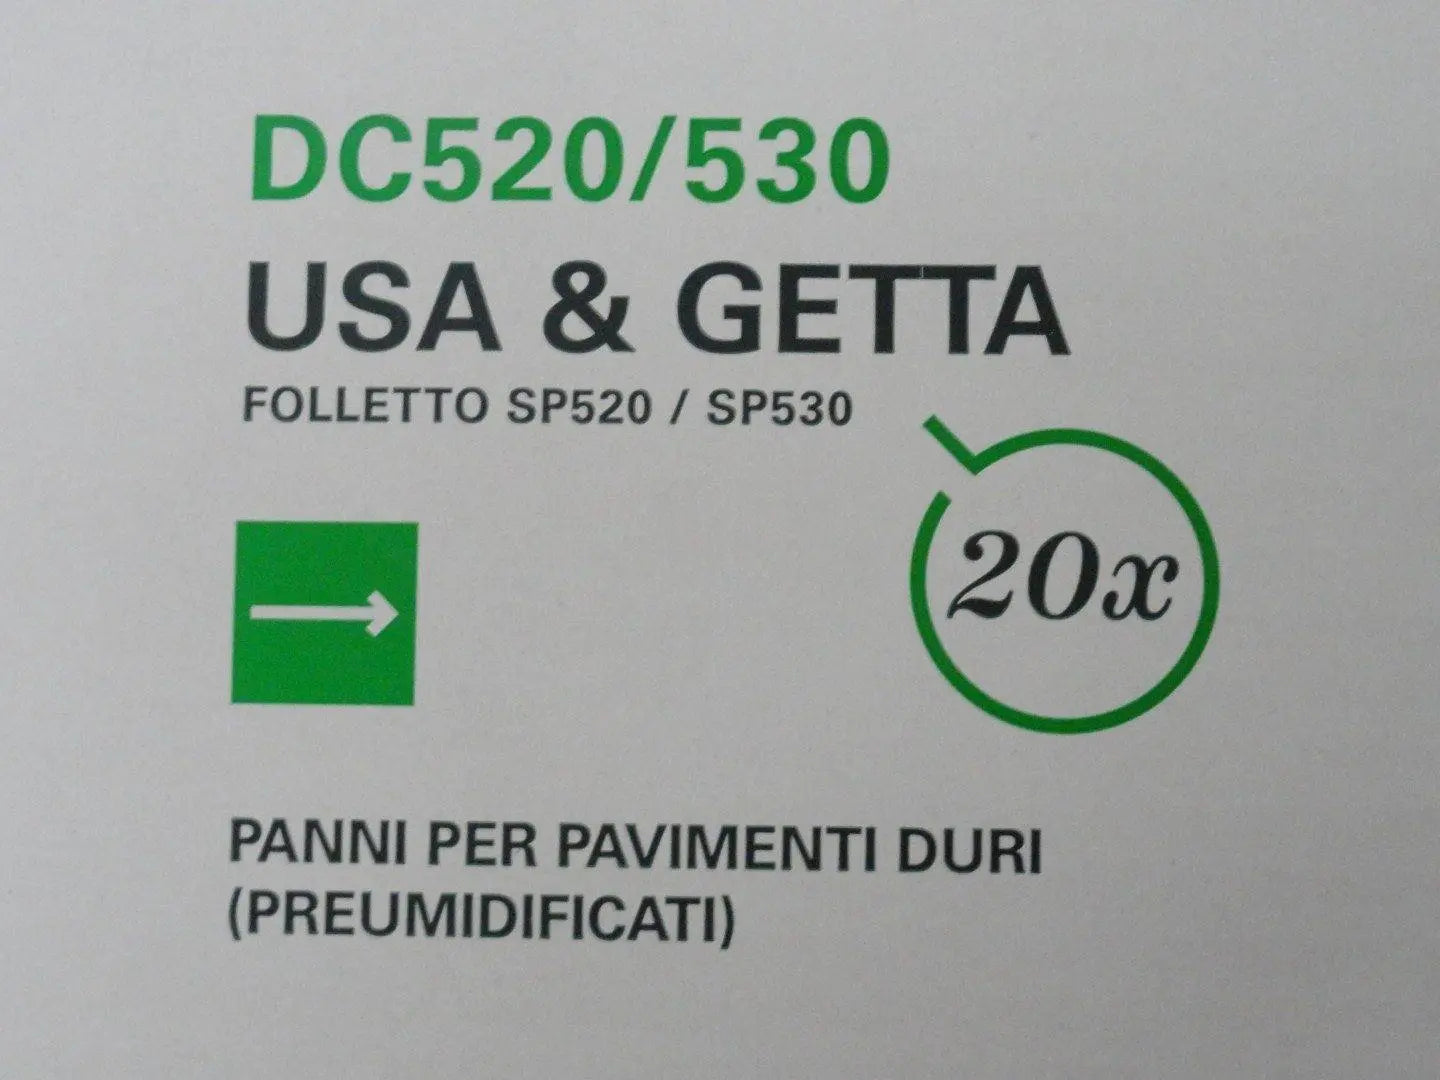 DC520/530
USA & GETTA
FOLLETTO SP520 / SP530
20x
PANNI PER PAVIMENTI DURI
(PREUMIDIFICATI)